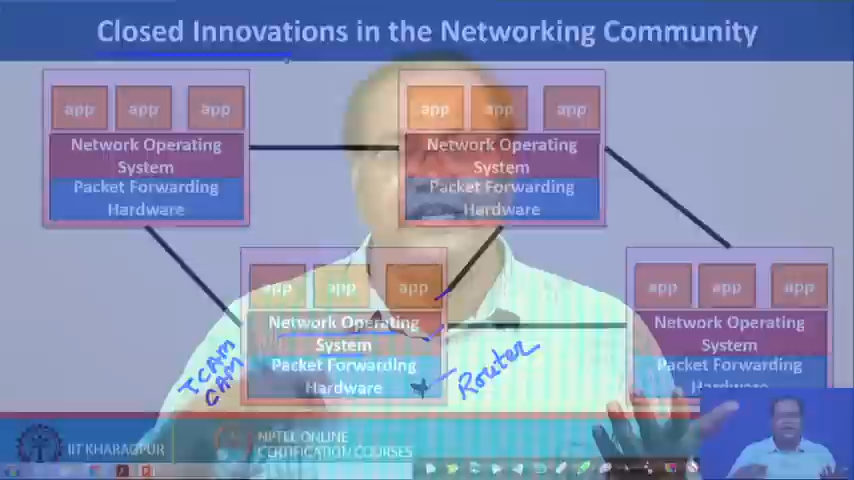 Closed Innovations in the Networking Community
app app app
Network Operating
System
Packet Forwarding
Hardware
app app app
Network Operating
System
Packet Forwarding
Hardware
app app app
Network Operating
System
Packet Forwarding
Hardware
TCAM
CAM
Router
app app app
Network Operating
System
Packet Forwarding
Hardware
IIT KHARAGPUR
NPTEL ONLINE
CERTIFICATION COURSES